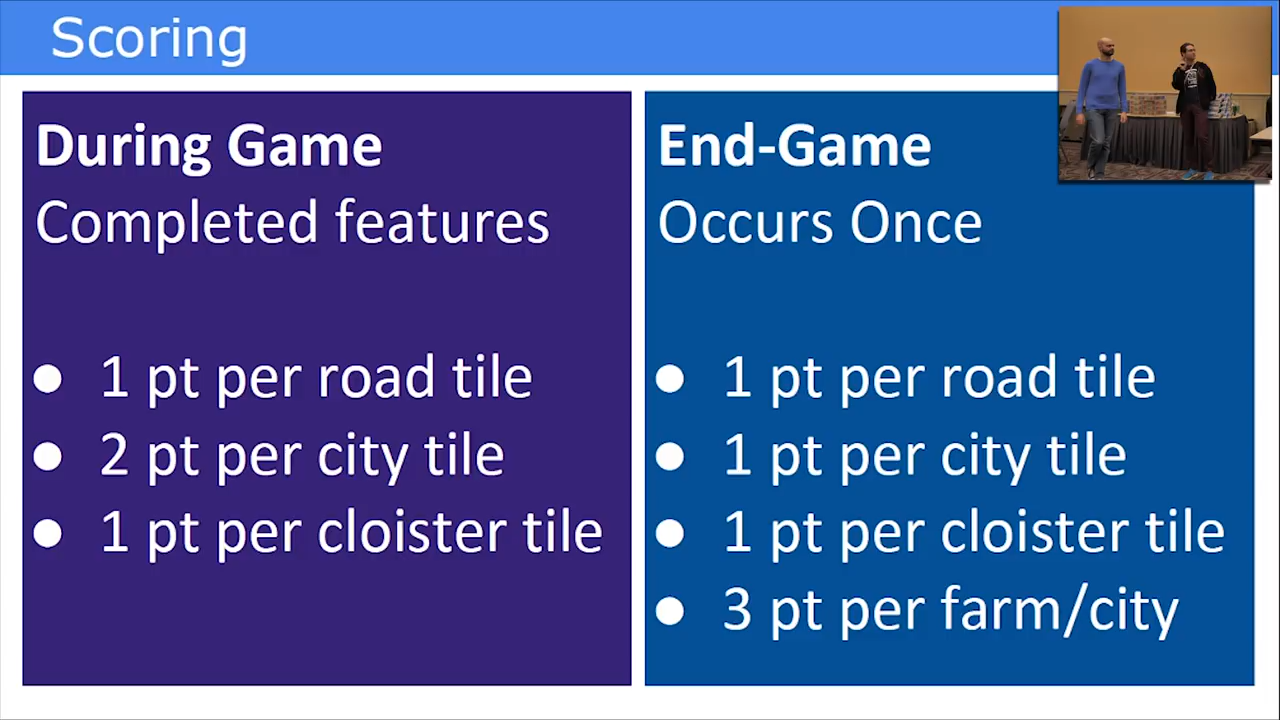 Scoring
During Game
Completed features
● 1 pt per road tile
● 2 pt per city tile
● 1 pt per cloister tile
End-Game
Occurs Once
● 1 pt per road tile
● 1 pt per city tile
● 1 pt per cloister tile
● 3 pt per farm/city